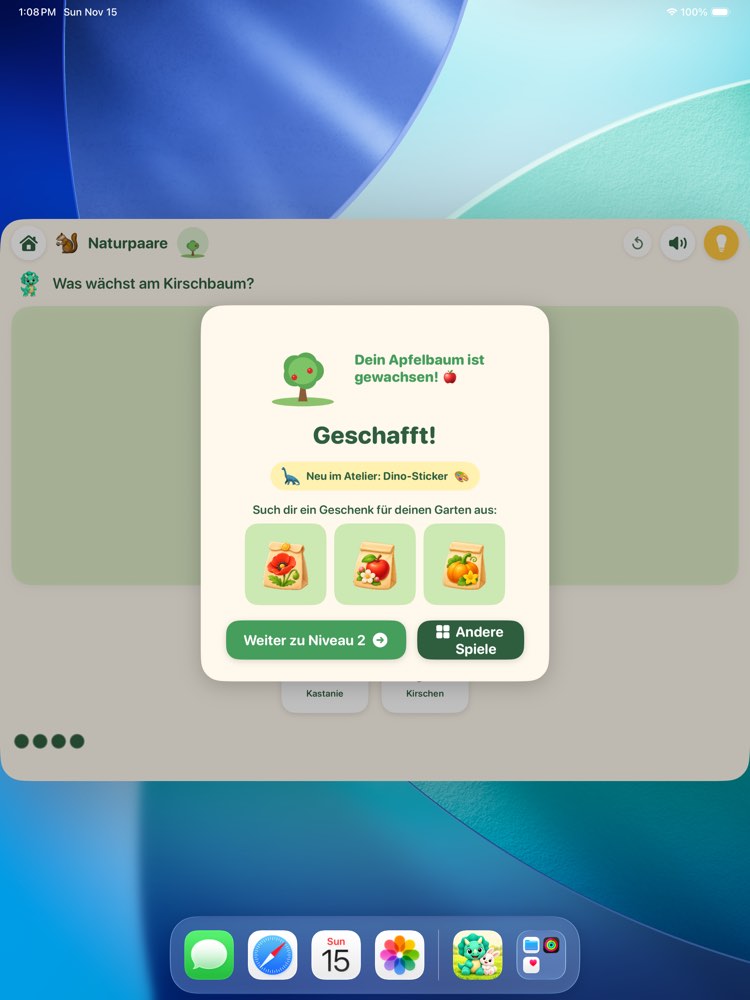 1:08 PM Sun Nov 15
100%
Naturpaare
Was wächst am Kirschbaum?
Dein Apfelbaum ist
gewachsen!
Geschafft!
Neu im Atelier: Dino-Sticker
Such dir ein Geschenk für deinen Garten aus:
Weiter zu Niveau 2
Andere
Spiele
Kastanie
Kirschen
Sun
15